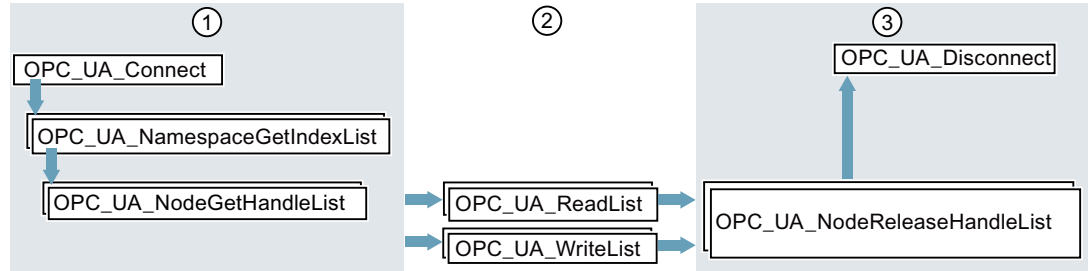 ①
②
③
OPC_UA_Connect
OPC_UA_Disconnect
OPC_UA_NamespaceGetIndexList
OPC_UA_NodeGetHandleList
OPC_UA_ReadList
OPC_UA_NodeReleaseHandleList
OPC_UA_WriteList